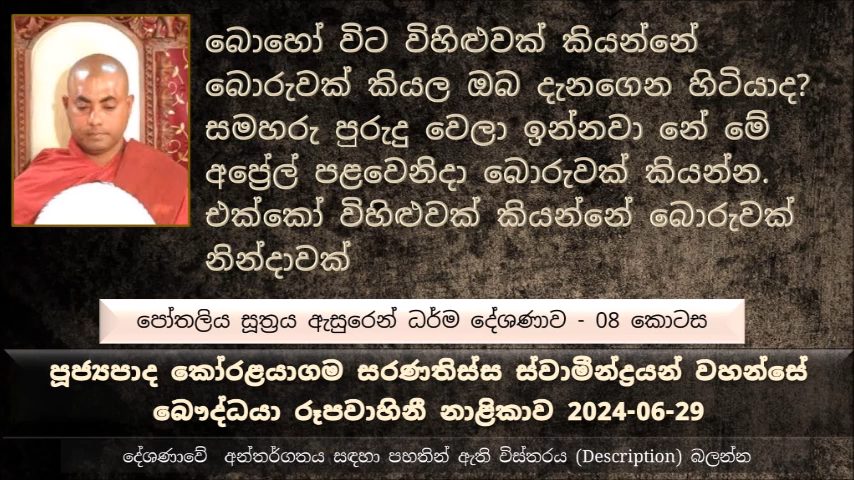 බොහෝ විට විහිළුවක් කියන්නේ
බොරුවක් කියල ඔබ දැනගෙන හිටියාද?
සමහරු පුරුදු වෙලා ඉන්නවා නේ මේ
අප්‍රේල් පළවෙනිදා බොරුවක් කියන්න.
එක්කෝ විහිළුවක් කියන්නේ බොරුවක්
නින්දාවක්
පෝතලිය සූත්‍රය ඇසුරෙන් ධර්ම දේශණාව - 08 කොටස
පූජ්‍යපාද කෝරළයාගම සරණතිස්ස ස්වාමීන්ද්‍රයන් වහන්සේ
බෞද්ධයා රූපවාහිනී නාළිකාව 2024-06-29
දේශණාවේ අන්තර්ගතය සඳහා පහතින් ඇති විස්තරය (Description) බලන්න